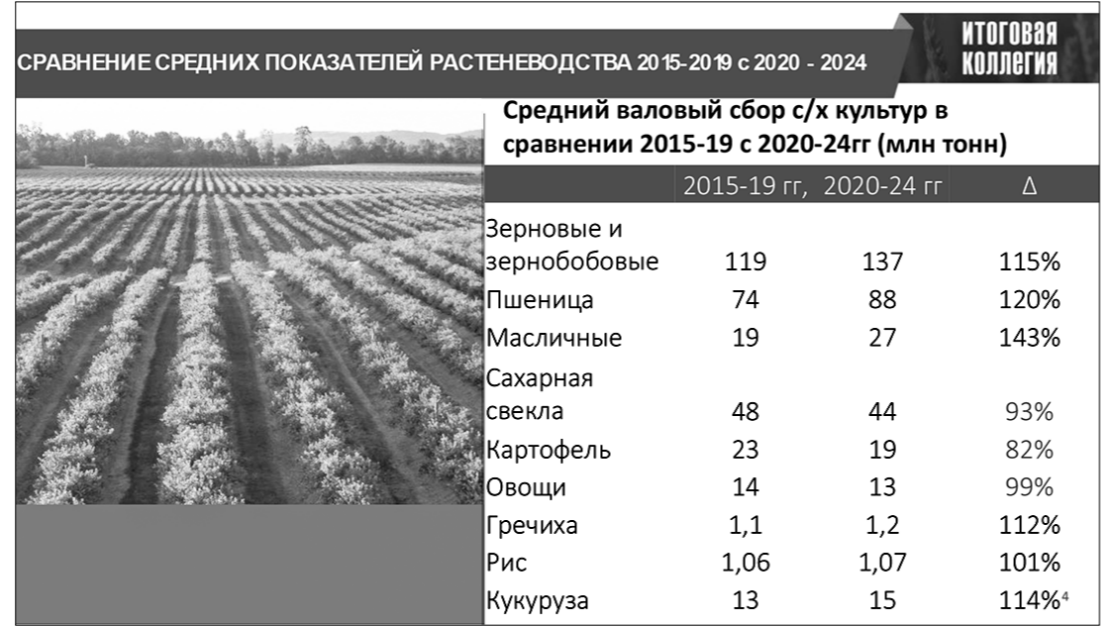 СРАВНЕНИЕ СРЕДНИХ ПОКАЗАТЕЛЕЙ РАСТЕНЕВОДСТВА 2015-2019 с 2020 - 2024
ИТОГОВАЯ
КОЛЛЕГИЯ
Средний валовый сбор с/х культур в
сравнении 2015-19 с 2020-24гг (млн тонн)
2015-19 гг, 2020-24 гг Δ
Зерновые и
зернобобовые 119 137 115%
Пшеница 74 88 120%
Масличные 19 27 143%
Сахарная
свекла 48 44 93%
Картофель 23 19 82%
Овощи 14 13 99%
Гречиха 1,1 1,2 112%
Рис 1,06 1,07 101%
Кукуруза 13 15 114%4